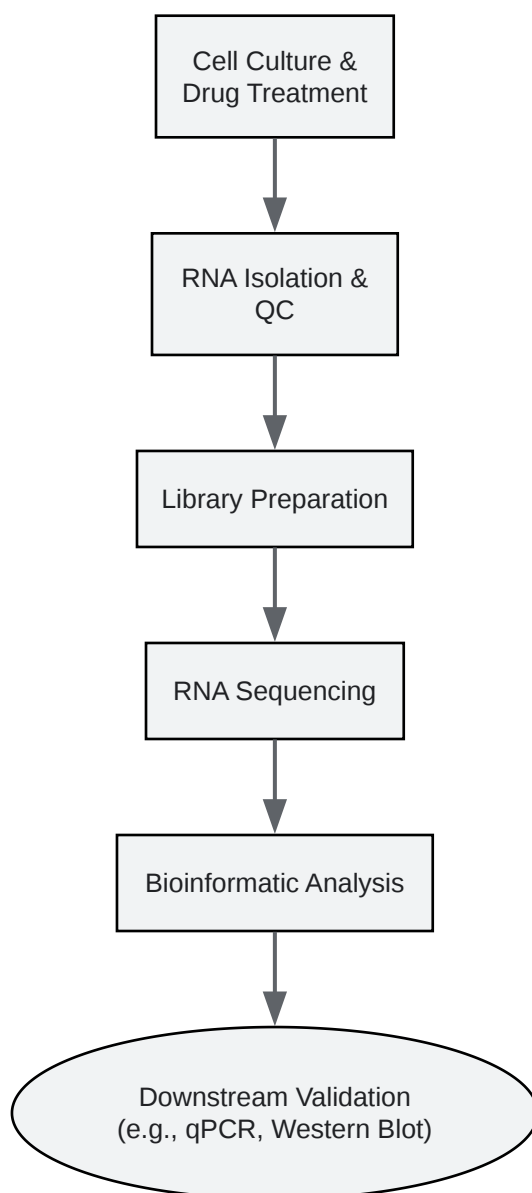 Cell Culture &
Drug Treatment
RNA Isolation &
QC
Library Preparation
RNA Sequencing
Bioinformatic Analysis
Downstream Validation
(e.g., qPCR, Western Blot)